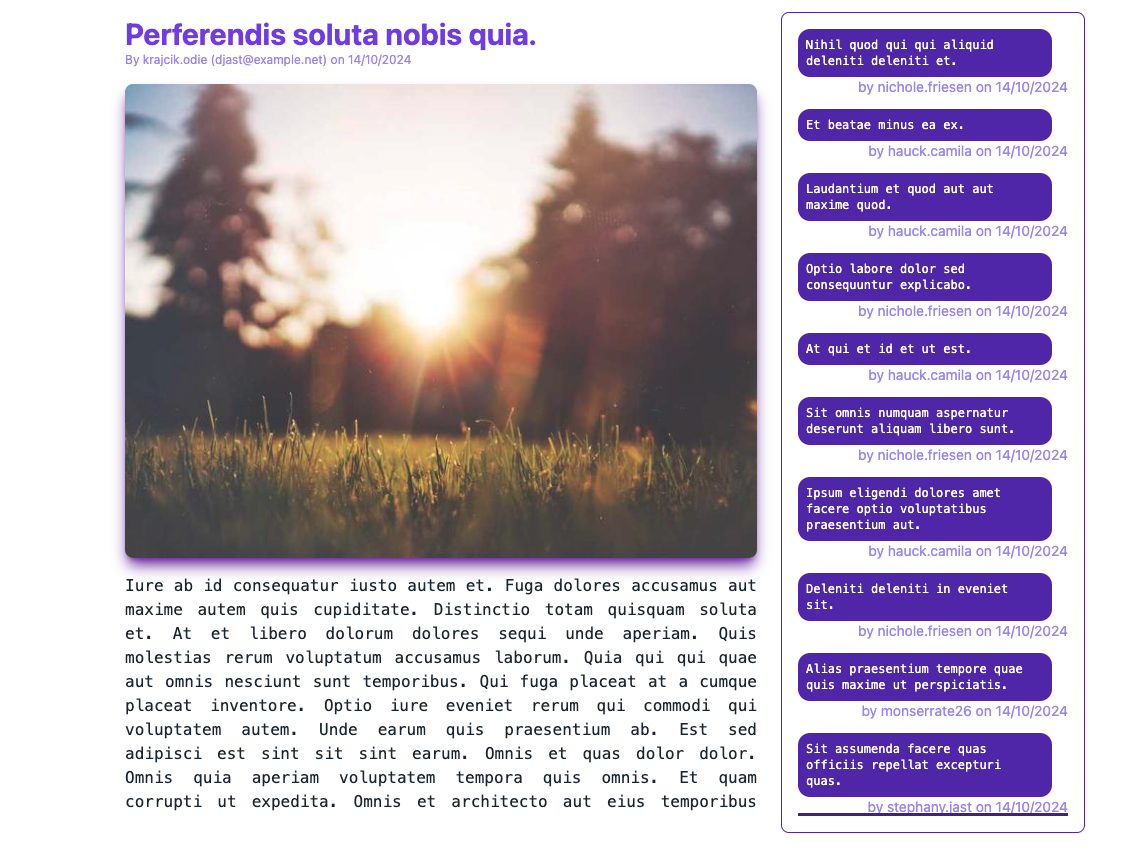 Perferendis soluta nobis quia.
By krajcik.odie (djast@example.net) on 14/10/2024
Iure ab id consequatur iusto autem et. Fuga dolores accusamus aut
maxime autem quis cupiditate. Distinctio totam quisquam soluta
et. At et libero dolorum dolores sequi unde aperiam. Quis
molestias rerum voluptatum accusamus laborum. Quia qui qui quae
aut omnis nesciunt sunt temporibus. Qui fuga placeat at a cumque
placeat inventore. Optio iure eveniet rerum qui commodi qui
voluptatem autem. Unde earum quis praesentium ab. Est sed
adipisci est sint sit sint earum. Omnis et quas dolor dolor.
Omnis quia aperiam voluptatem tempora quis omnis. Et quam
corrupti ut expedita. Omnis et architecto aut eius temporibus
Nihil quod qui qui aliquid
deleniti deleniti et.
by nichole.friesen on 14/10/2024
Et beatae minus ea ex.
by hauck.camila on 14/10/2024
Laudantium et quod aut aut
maxime quod.
by hauck.camila on 14/10/2024
Optio labore dolor sed
consequuntur explicabo.
by nichole.friesen on 14/10/2024
At qui et id et ut est.
by hauck.camila on 14/10/2024
Sit omnis numquam aspernatur
deserunt aliquam libero sunt.
by nichole.friesen on 14/10/2024
Ipsum eligendi dolores amet
facere optio voluptatibus
praesentium aut.
by hauck.camila on 14/10/2024
Deleniti deleniti in eveniet
sit.
by nichole.friesen on 14/10/2024
Alias praesentium tempore quae
quis maxime ut perspiciatis.
by monserrate26 on 14/10/2024
Sit assumenda facere quas
officiis repellat excepturi
quas.
by stephany.jast on 14/10/2024